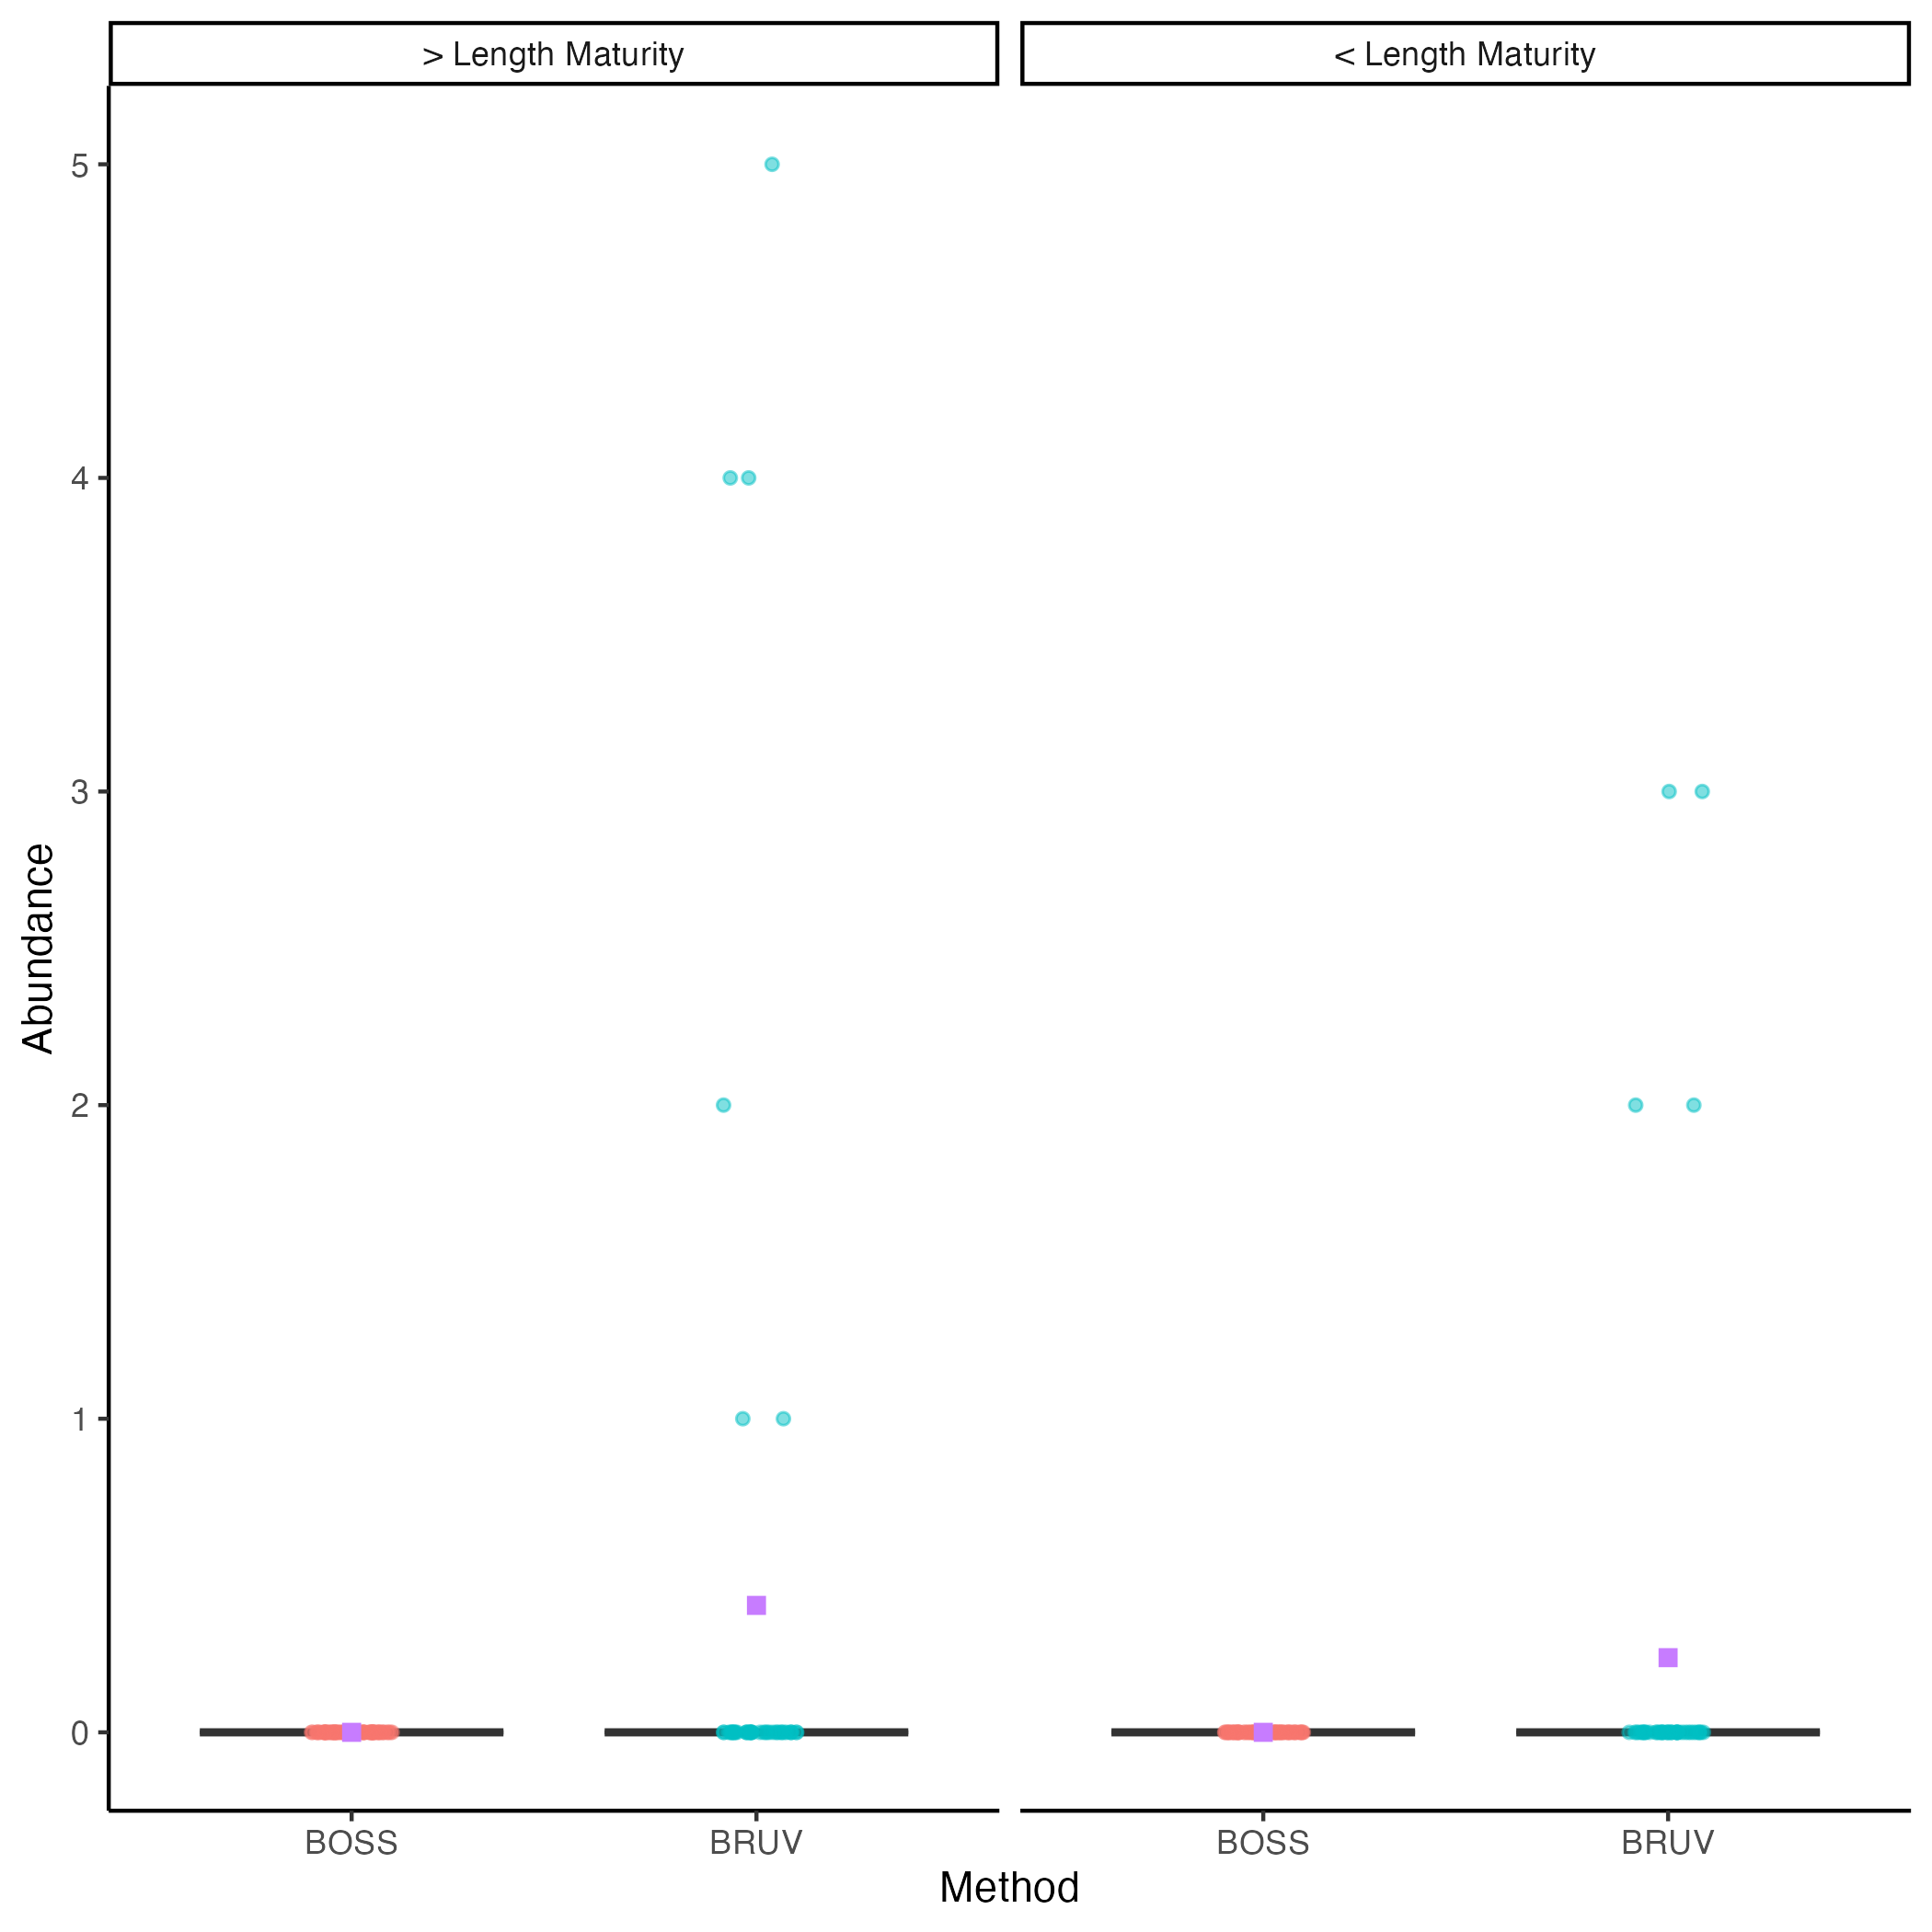 > Length Maturity
< Length Maturity
Abundance
5
4
3
2
1
0
BOSS
BRUV
BOSS
BRUV
Method